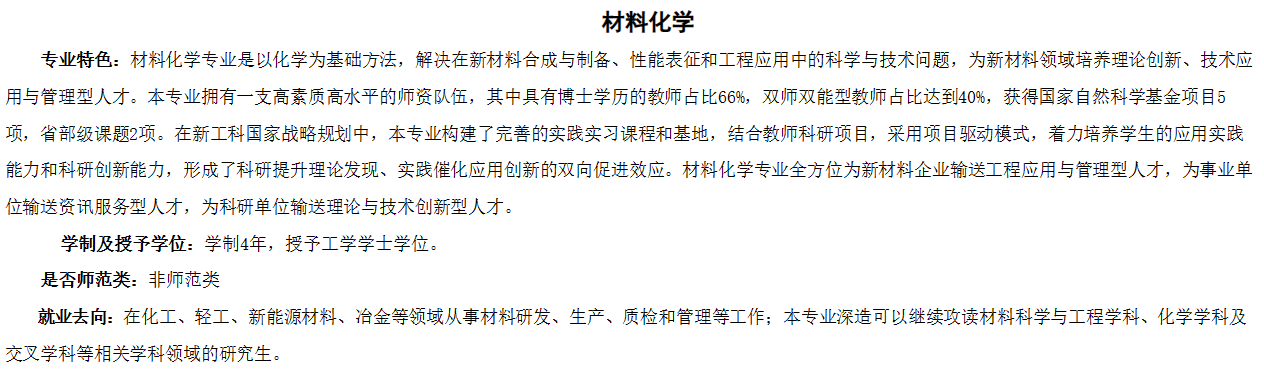 材料化学
专业特色：材料化学专业是以化学为基础方法，解决在新材料合成与制备、性能表征和工程应用中的科学与技术问题，为新材料领域培养理论创新、技术应
用与管理型人才。本专业拥有一支高素质高水平的师资队伍，其中具有博士学历的教师占比66%，双师双能型教师占比达到40%，获得国家自然科学基金项目5
项，省部级课题2项。在新工科国家战略规划中，本专业构建了完善的实践实习课程和基地，结合教师科研项目，采用项目驱动模式，着力培养学生的应用实践
能力和科研创新能力，形成了科研提升理论发现、实践催化应用创新的双向促进效应。材料化学专业全方位为新材料企业输送工程应用与管理型人才，为事业单
位输送资讯服务型人才，为科研单位输送理论与技术创新型人才。
学制及授予学位：学制4年，授予工学学士学位。
是否师范类：非师范类
就业去向：在化工、轻工、新能源材料、冶金等领域从事材料研发、生产、质检和管理等工作；本专业深造可以继续攻读材料科学与工程学科、化学学科及
交叉学科等相关学科领域的研究生。